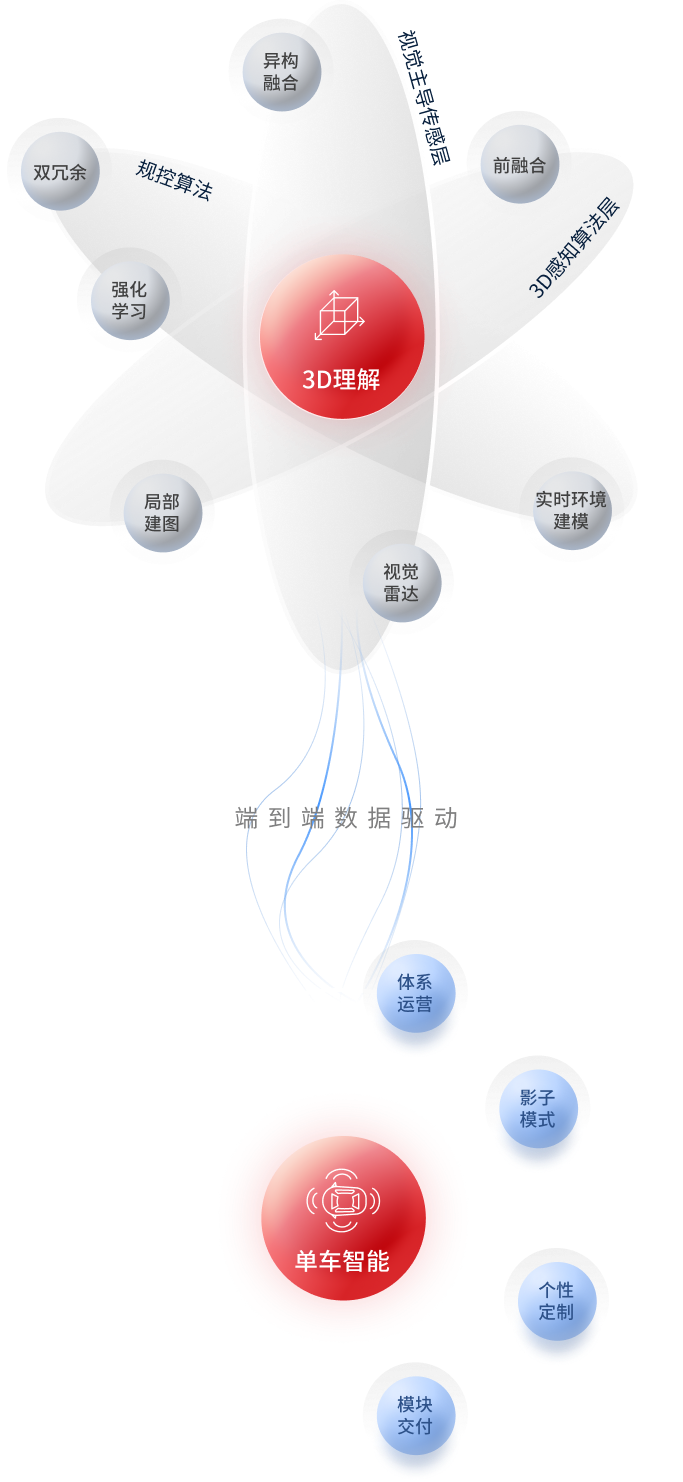 异构
融合
视觉主导传感层
双冗余
规控算法
前融合
3D感知算法层
强化
学习
3D理解
局部
建图
实时环境
建模
视觉
雷达
端到端数据驱动
体系
运营
影子
模式
单车智能
个性
定制
模块
交付